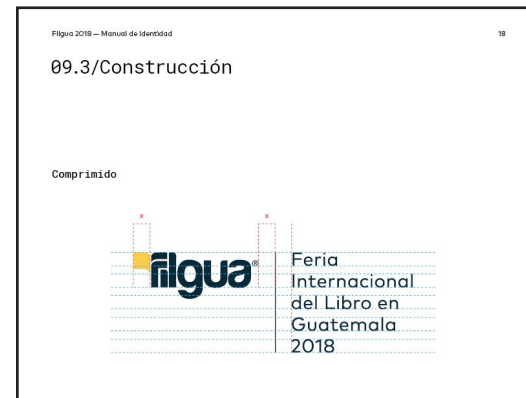 Filgua 2018 — Manual de Identidad 18
09.3/Construcción
Comprimido
x x
filgua®
Feria
Internacional
del Libro en
Guatemala
2018